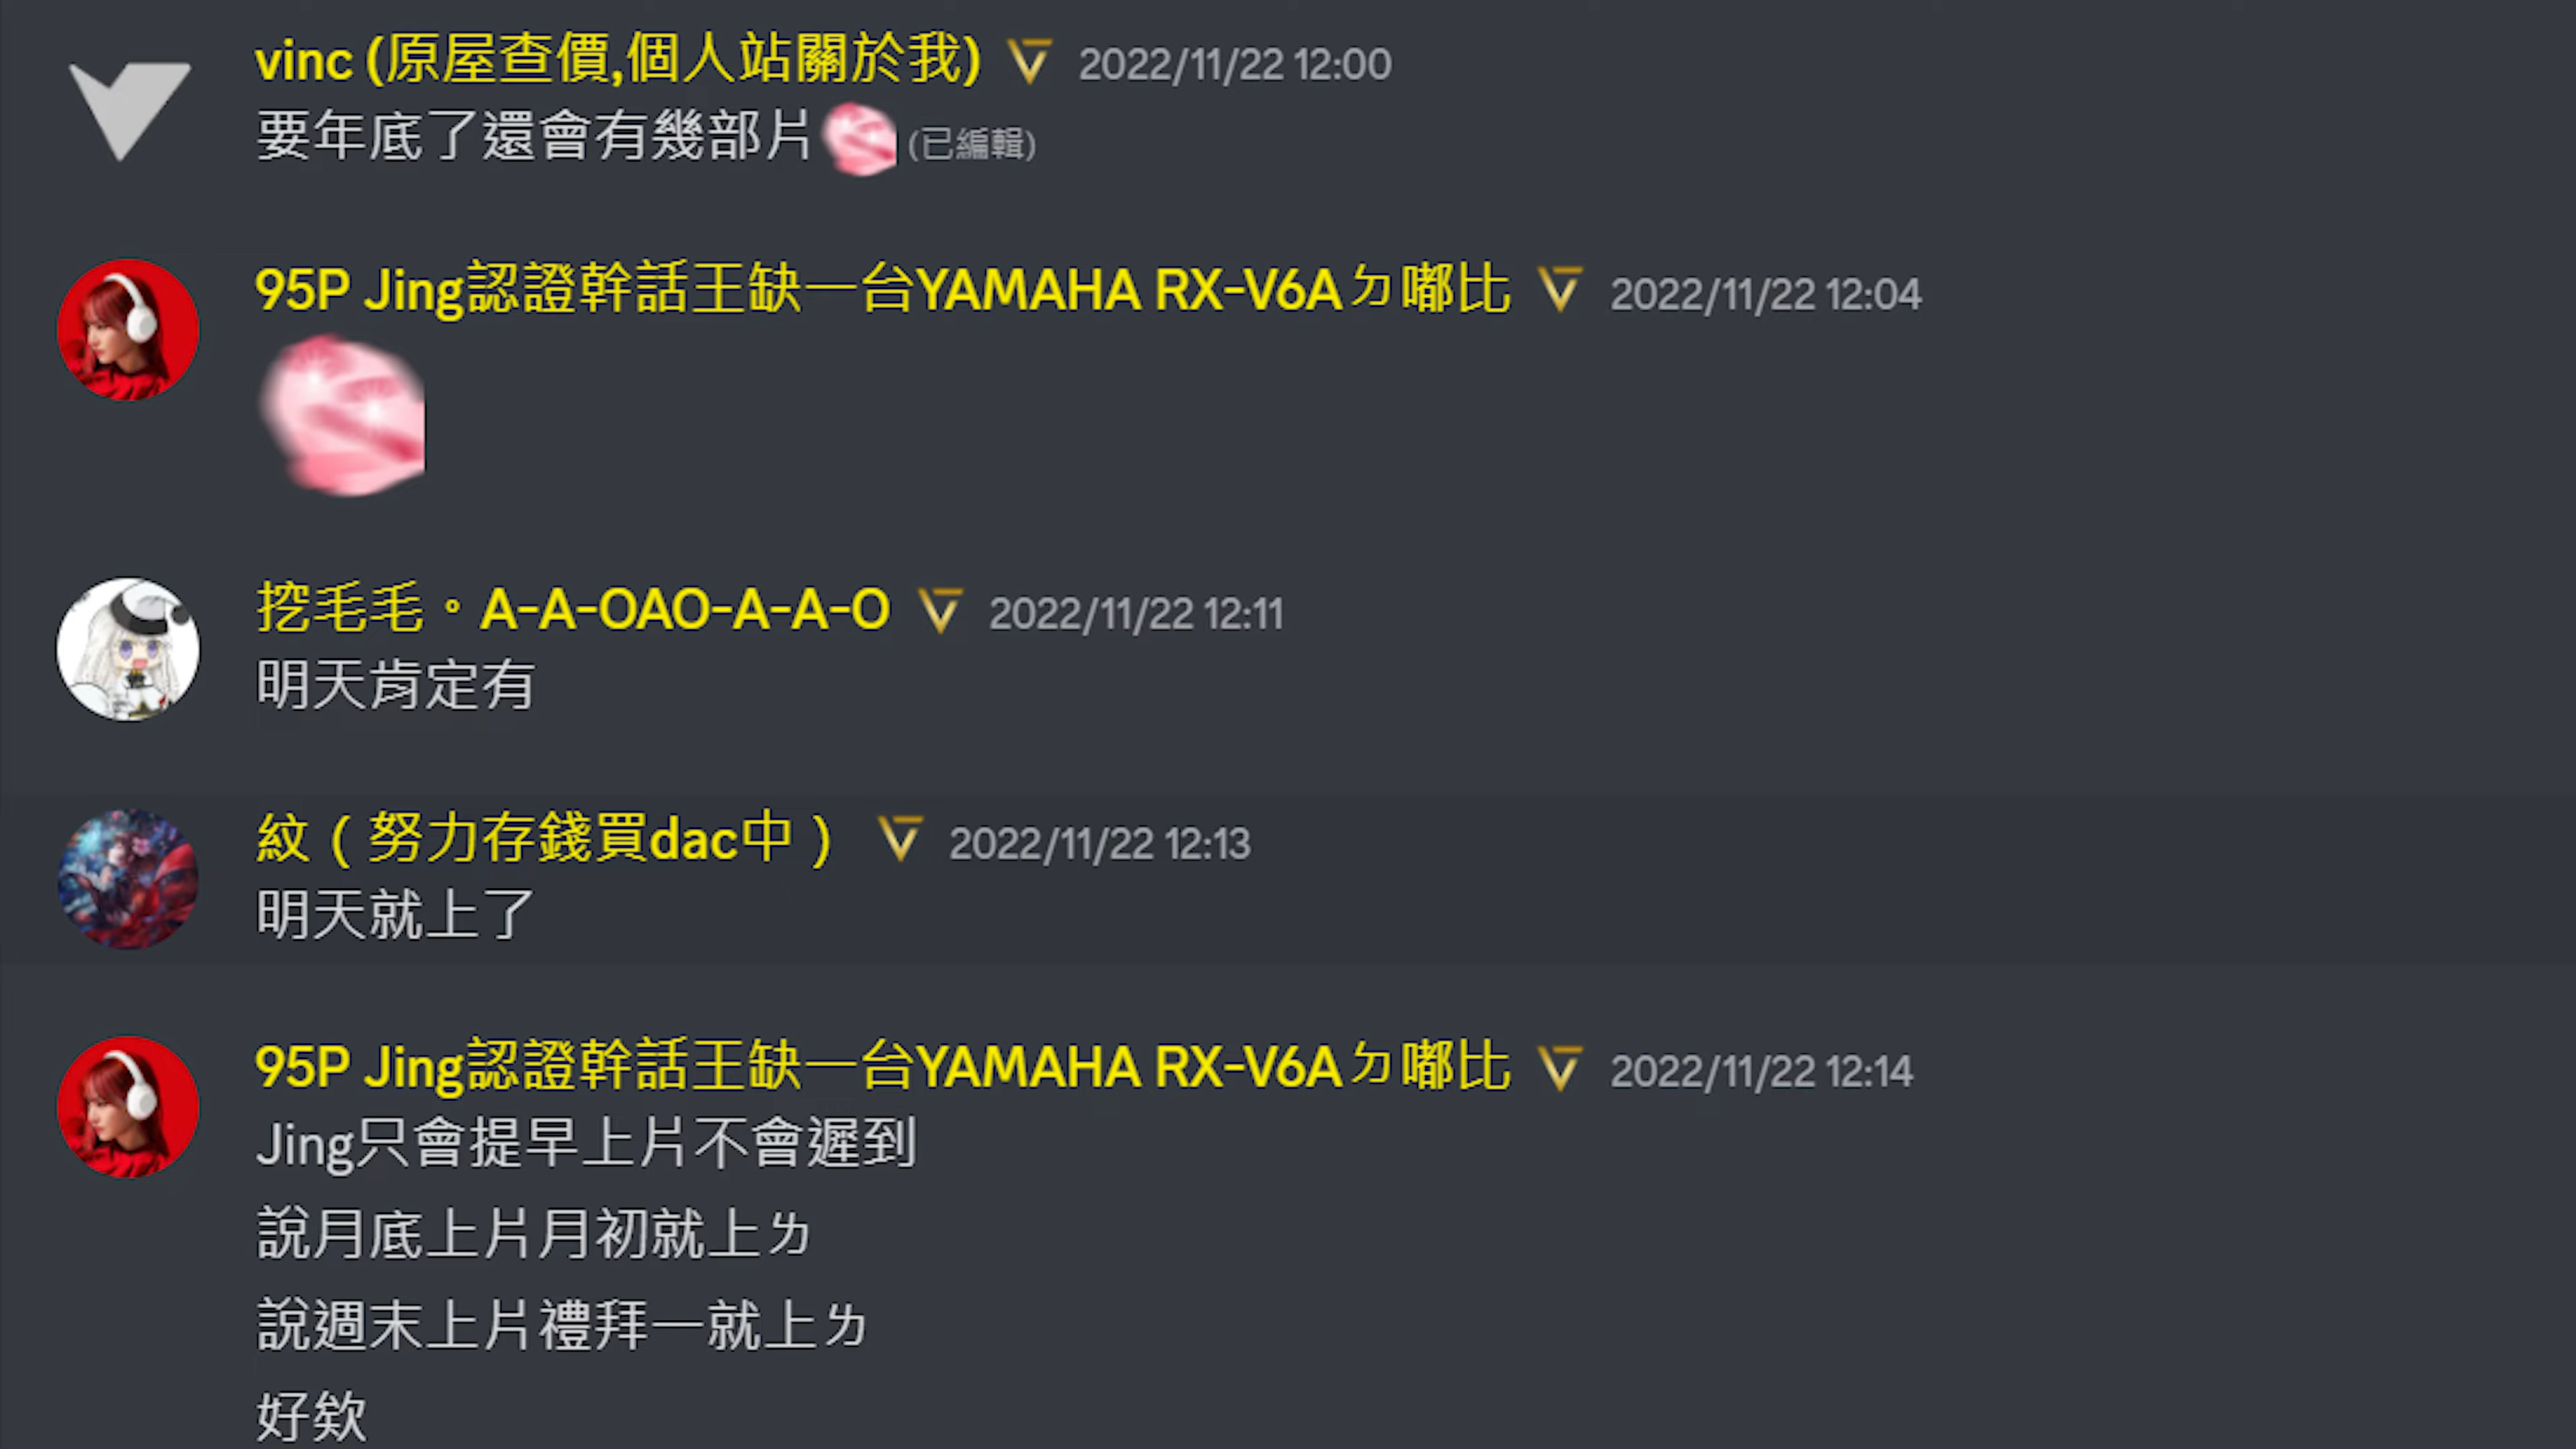 vinc (原屋查價,個人站關於我) 2022/11/22 12:00
要年底了還會有幾部片 (已編輯)
95P Jing認證幹話王缺一台YAMAHA RX-V6Aㄉ嘟比 2022/11/22 12:04
挖毛毛。A-A-OAO-A-A-O 2022/11/22 12:11
明天肯定有
紋（努力存錢買dac中） 2022/11/22 12:13
明天就上了
95P Jing認證幹話王缺一台YAMAHA RX-V6Aㄉ嘟比 2022/11/22 12:14
Jing只會提早上片不會遲到
說月底上片月初就上ㄌ
說週末上片禮拜一就上ㄌ
好欸